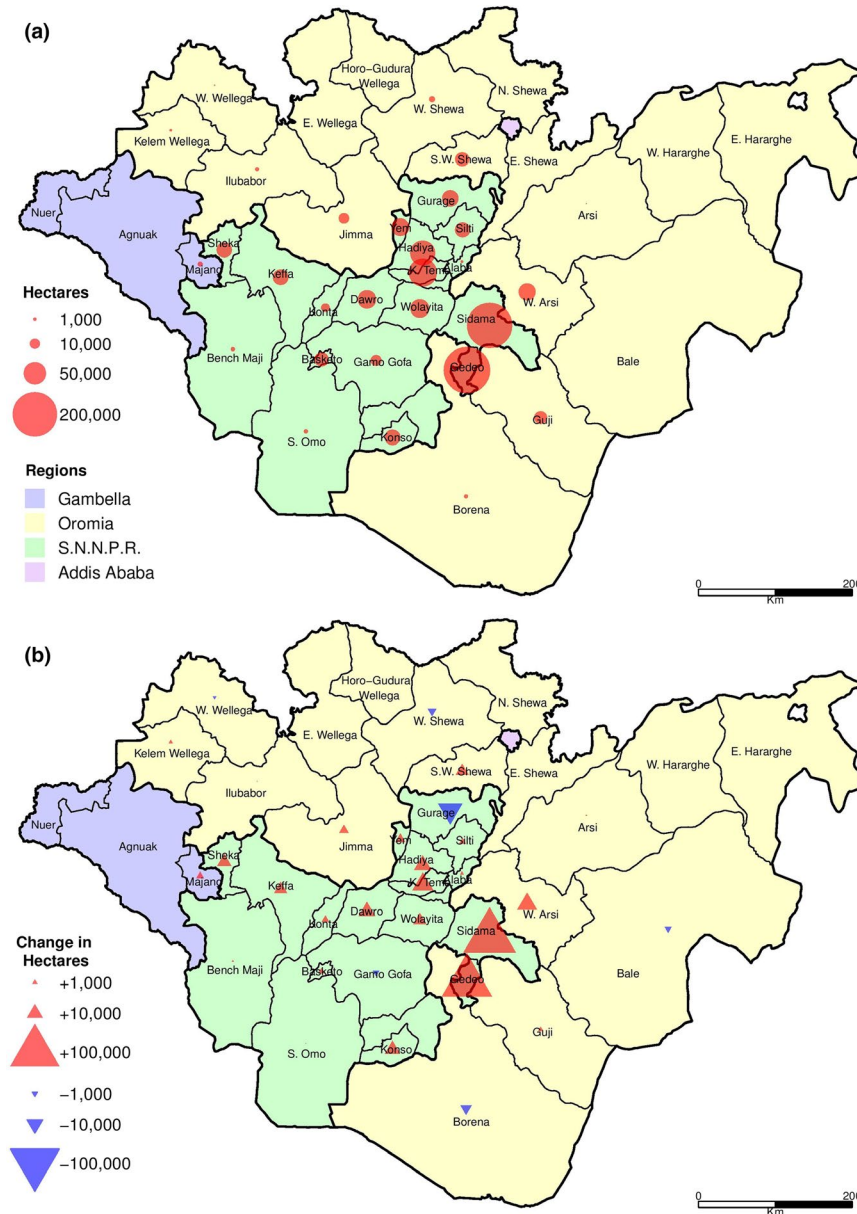 (a)
Horo−Gudura
Wellega
W. Wellega
N. Shewa
W. Shewa
E. Wellega
Kelem Wellega
S.W. Shewa
E. Shewa
W. Hararghe
E. Hararghe
Ilubabor
Gurage
Nuer
Agnuak
Jimma
Yem
Silti
Arsi
Sheka
Hadiya
Majang
Keffa
K. Teme
Alaba
Hectares
1,000
10,000
50,000
200,000
Konta
Dawro
Wolayita
Sidama
W. Arsi
Bench Maji
Basketo
Gamo Gofa
Gedeo
Bale
S. Omo
Konso
Guji
Borena
Regions
Gambella
Oromia
S.N.N.P.R.
Addis Ababa
0
200
Km
(b)
Horo−Gudura
Wellega
W. Wellega
N. Shewa
W. Shewa
E. Wellega
Kelem Wellega
S.W. Shewa
E. Shewa
W. Hararghe
E. Hararghe
Ilubabor
Gurage
Nuer
Agnuak
Jimma
Yem
Silti
Arsi
Sheka
Hadiya
Majang
Keffa
K. Teme
Alaba
Konta
Dawro
Wolayita
Sidama
W. Arsi
Change in
Hectares
+1,000
+10,000
+100,000
−1,000
−10,000
−100,000
Bench Maji
Basketo
Gamo Gofa
Gedeo
Bale
S. Omo
Konso
Guji
Borena
0
Km